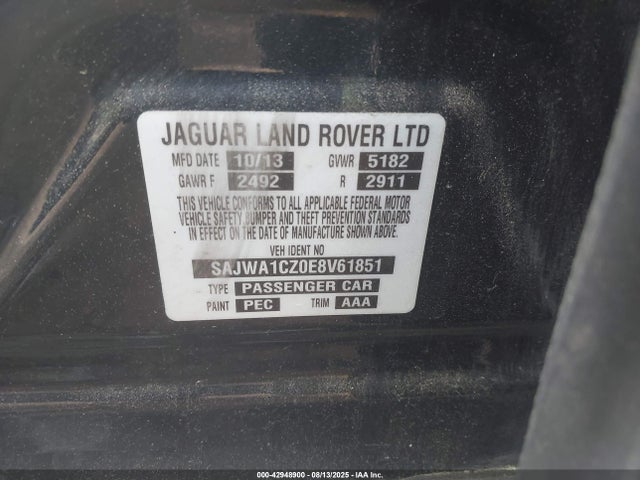 JAGUAR LAND ROVER LTD
MFD DATE 10/13 GVWR 5182
GAWR F 2492 R 2911
THIS VEHICLE CONFORMS TO ALL APPLICABLE FEDERAL MOTOR
VEHICLE SAFETY, BUMPER AND THEFT PREVENTION STANDARDS
IN EFFECT ON THE DATE OF MANUFACTURE SHOWN ABOVE.
VEH IDENT NO
SAJWA1CZ0E8V61851
TYPE PASSENGER CAR
PAINT PEC TRIM AAA
000-42948900 - 08/13/2025 - IAA Inc.